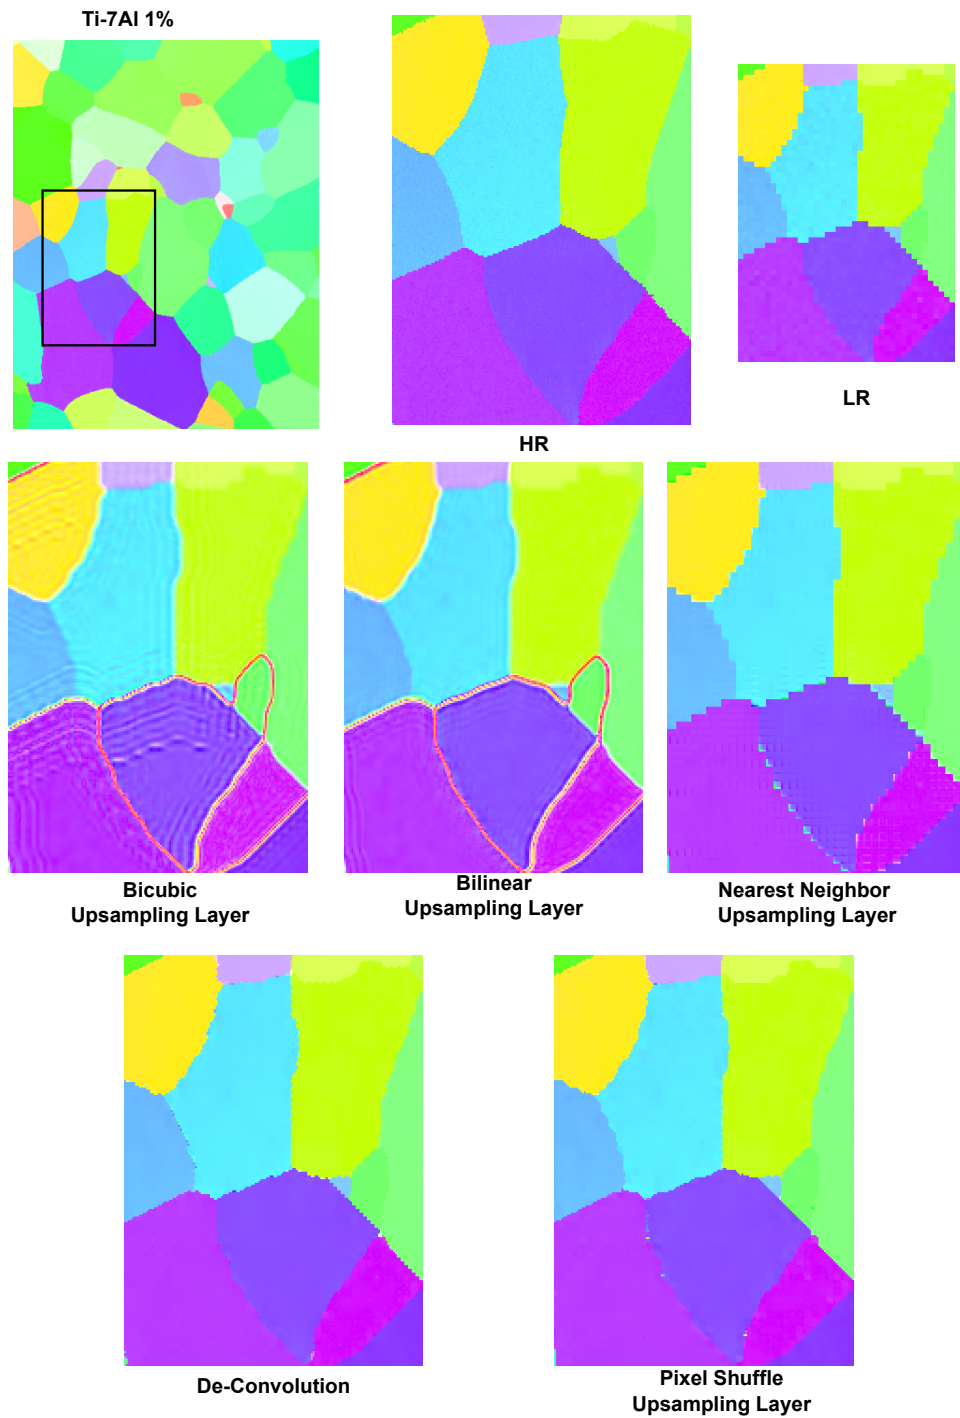 Ti-7Al 1%
HR
LR
Bicubic
Upsampling Layer
Bilinear
Upsampling Layer
Nearest Neighbor
Upsampling Layer
De-Convolution
Pixel Shuffle
Upsampling Layer